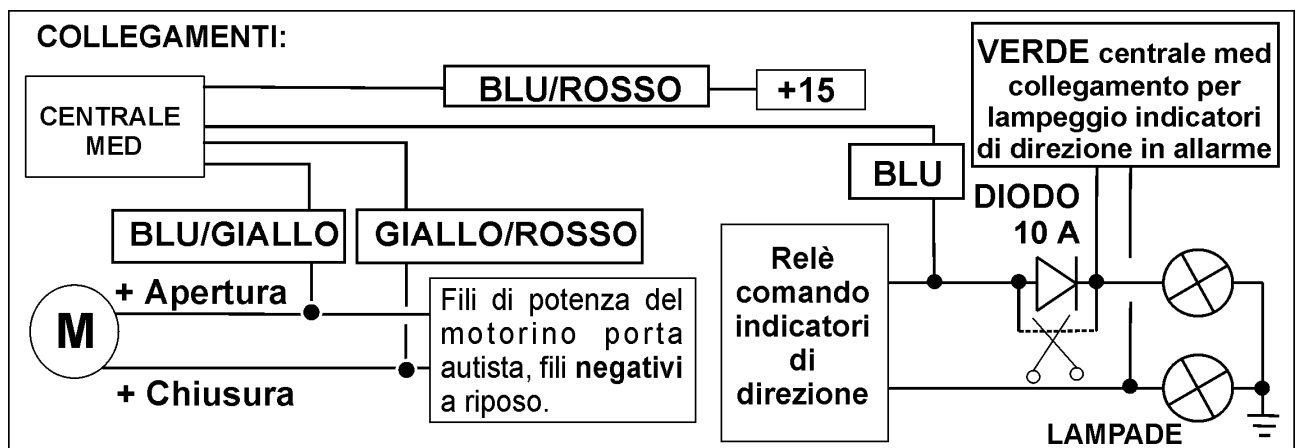 COLLEGAMENTI:
CENTRALE
MED
BLU/ROSSO
+15
VERDE centrale med
collegamento per
lampeggio indicatori
di direzione in allarme
BLU
DIODO
10 A
BLU/GIALLO
GIALLO/ROSSO
+ Apertura
M
+ Chiusura
Fili di potenza del
motorino porta
autista, fili negativi
a riposo.
Relè
comando
indicatori
di
direzione
LAMPADE